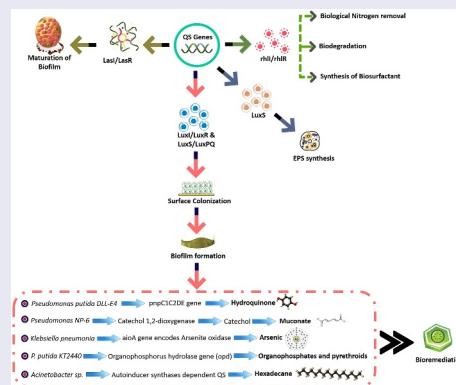 Maturation of
Biofilm
LasI/LasR
QS Genes
rhlI/rhlR
Biological Nitrogen removal
Biodegradation
Synthesis of Biosurfactant
LuxS
EPS synthesis
LuxI/LuxR &
LuxS/LuxPQ
Surface Colonization
Biofilm formation
Pseudomonas putida DLL-E4
pnpC1C2DE gene
Hydroquinone
Pseudomonas NP-6
Catechol 1,2-dioxygenase
Catechol
Muconate
Klebsiella pneumonia
aioA gene encodes Arsenite oxidase
Arsenic
P. putida KT2440
Organophosphorus hydrolase gene (opd)
Organophosphates and pyretroids
Acinetobacter sp.
Autoinducer synthases dependent QS
Hexadecane
Bioremediati